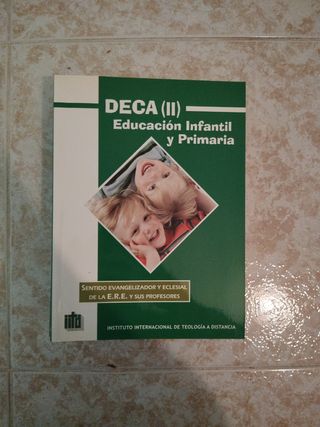 DECA (II)
Educación Infantil
y Primaria
SENTIDO EVANGELIZADOR Y ECLESIAL
DE LA E.R.E. Y SUS PROFESORES
INSTITUTO INTERNACIONAL DE TEOLOGÍA A DISTANCIA